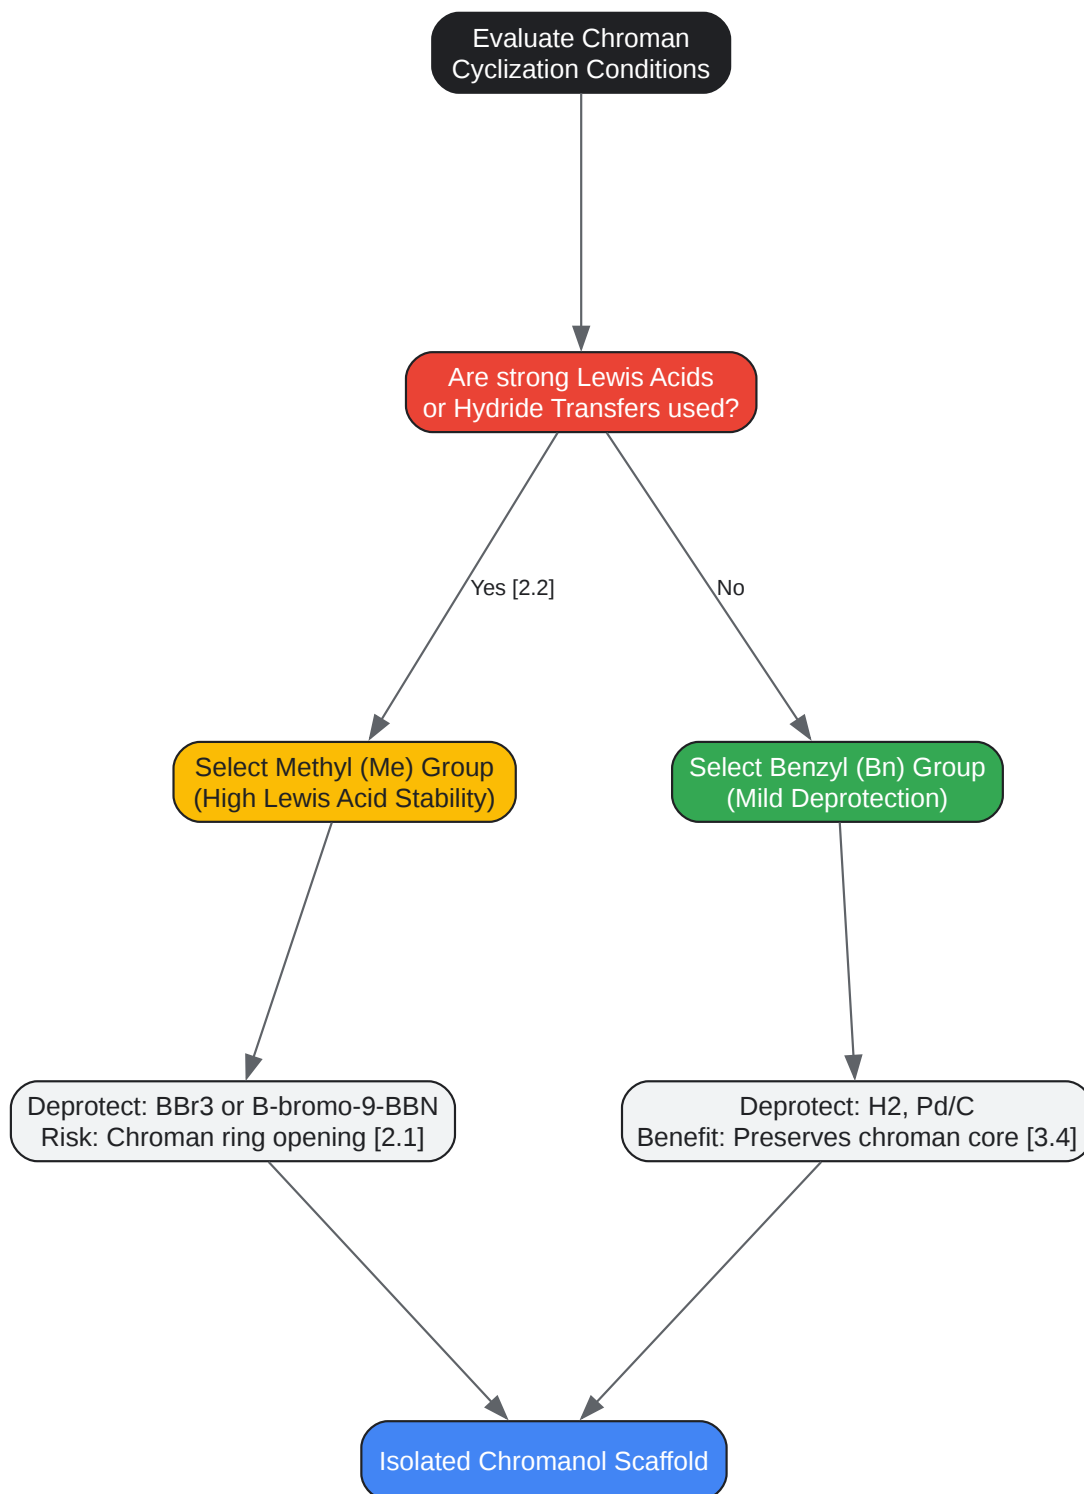 Evaluate Chroman
Cyclization Conditions
Are strong Lewis Acids
or Hydride Transfers used?
Yes [2.2]
No
Select Methyl (Me) Group
(High Lewis Acid Stability)
Select Benzyl (Bn) Group
(Mild Deprotection)
Deprotect: BBr3 or B-bromo-9-BBN
Risk: Chroman ring opening [2.1]
Deprotect: H2, Pd/C
Benefit: Preserves chroman core [3.4]
Isolated Chromanol Scaffold